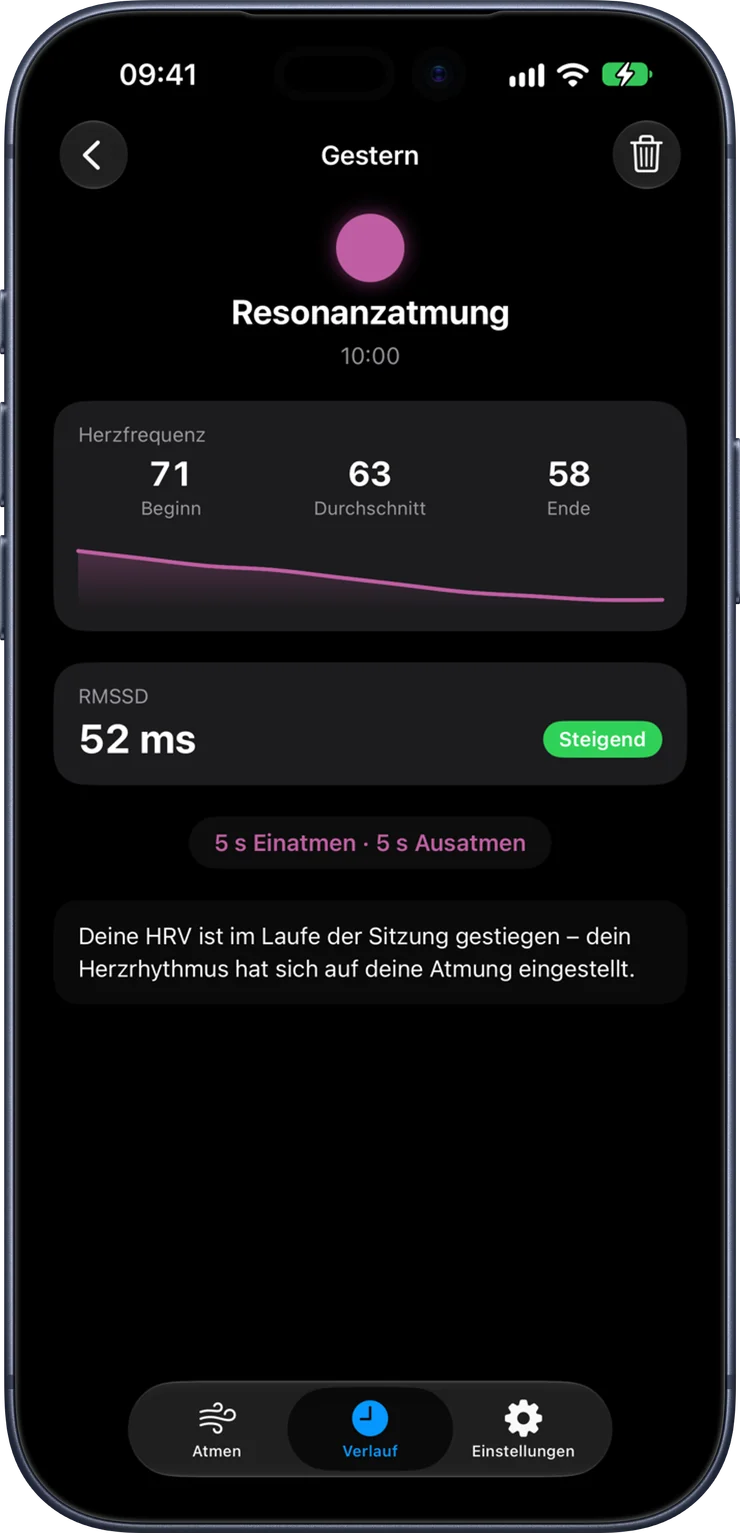 09:41
Gestern
Resonanzatmung
10:00
Herzfrequenz
71 63 58
Beginn Durchschnitt Ende
RMSSD
52 ms
Steigend
5 s Einatmen · 5 s Ausatmen
Deine HRV ist im Laufe der Sitzung gestiegen – dein
Herzrhythmus hat sich auf deine Atmung eingestellt.
Atmen Verlauf Einstellungen